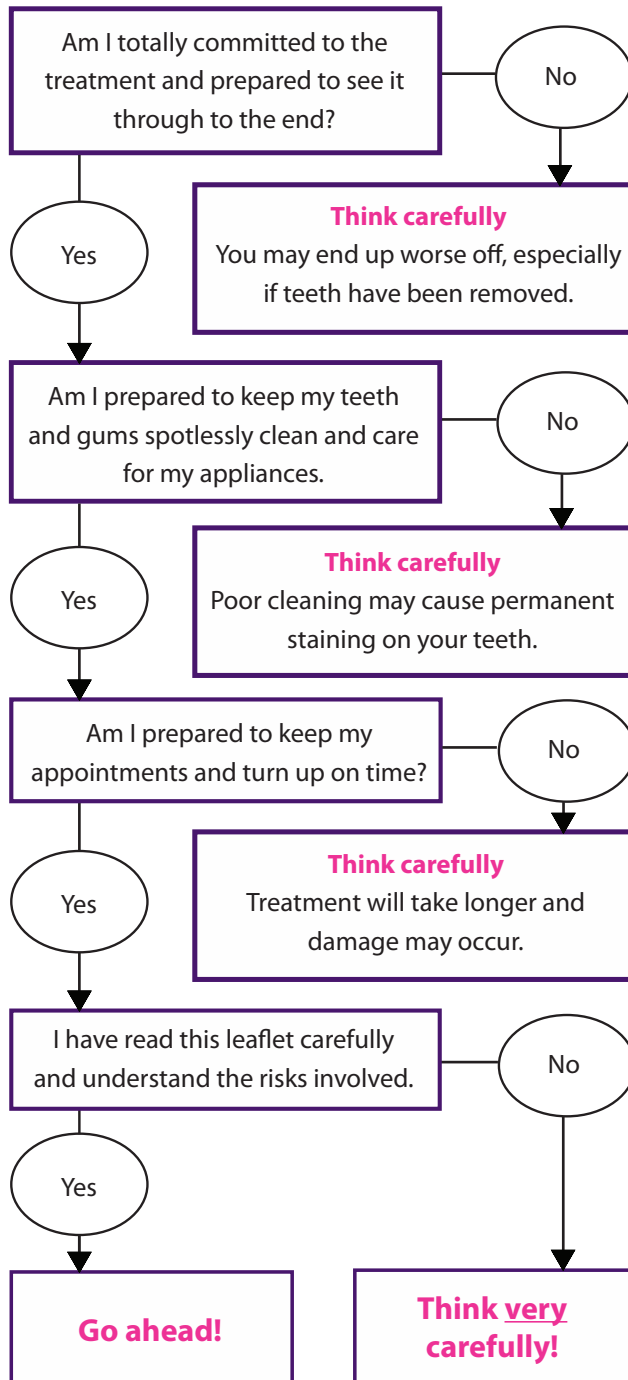 Am I totally committed to the
treatment and prepared to see it
through to the end?
No
Think carefully
You may end up worse off, especially
if teeth have been removed.
Yes
Am I prepared to keep my teeth
and gums spotlessly clean and care
for my appliances.
No
Think carefully
Poor cleaning may cause permanent
staining on your teeth.
Yes
Am I prepared to keep my
appointments and turn up on time?
No
Think carefully
Treatment will take longer and
damage may occur.
Yes
I have read this leaflet carefully
and understand the risks involved.
No
Yes
Go ahead!
Think very
carefully!